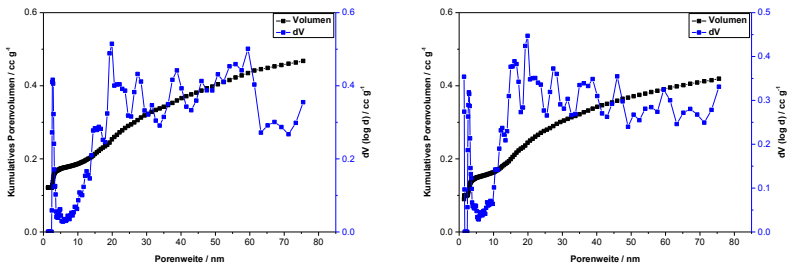 0.6
0.4
0.2
0.0
Kumulatives Porenvolumen / cc g⁻¹
0 10 20 30 40 50 60 70 80
Porenweite / nm
Volumen
dV
0.6
0.5
0.4
0.3
0.2
0.1
0.0
dV (log d) / cc g⁻¹
0.6
0.4
0.2
0.0
Kumulatives Porenvolumen / cc g⁻¹
0 10 20 30 40 50 60 70 80
Porenweite / nm
Volumen
dV
0.5
0.4
0.3
0.2
0.1
0.0
dV (log d) / cc g⁻¹